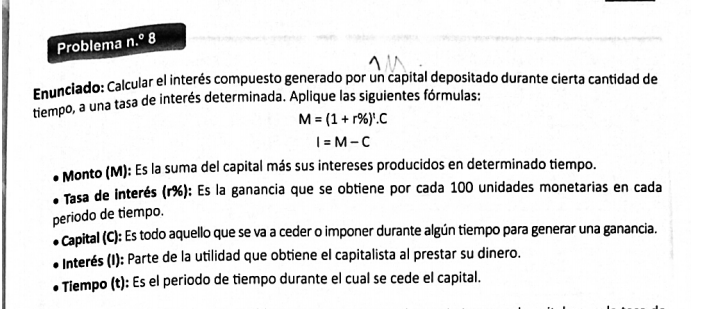 Problema n.º 8
Enunciado: Calcular el interés compuesto generado por un capital depositado durante cierta cantidad de
tiempo, a una tasa de interés determinada. Aplique las siguientes fórmulas:
M = (1 + r%)ᵗ.C
I = M – C
• Monto (M): Es la suma del capital más sus intereses producidos en determinado tiempo.
• Tasa de interés (r%): Es la ganancia que se obtiene por cada 100 unidades monetarias en cada
periodo de tiempo.
• Capital (C): Es todo aquello que se va a ceder o imponer durante algún tiempo para generar una ganancia.
• Interés (I): Parte de la utilidad que obtiene el capitalista al prestar su dinero.
• Tiempo (t): Es el periodo de tiempo durante el cual se cede el capital.